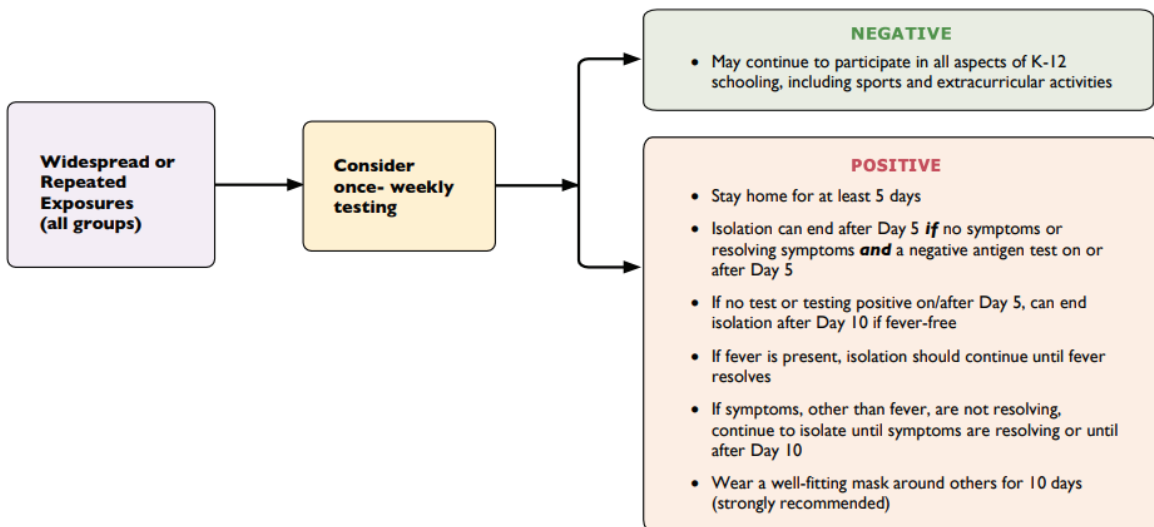 Widespread or
Repeated
Exposures
(all groups)
Consider
once- weekly
testing
NEGATIVE
• May continue to participate in all aspects of K-12
schooling, including sports and extracurricular activities
POSITIVE
• Stay home for at least 5 days
• Isolation can end after Day 5 if no symptoms or
resolving symptoms and a negative antigen test on or
after Day 5
• If no test or testing positive on/after Day 5, can end
isolation after Day 10 if fever-free
• If fever is present, isolation should continue until fever
resolves
• If symptoms, other than fever, are not resolving,
continue to isolate until symptoms are resolving or until
after Day 10
• Wear a well-fitting mask around others for 10 days
(strongly recommended)